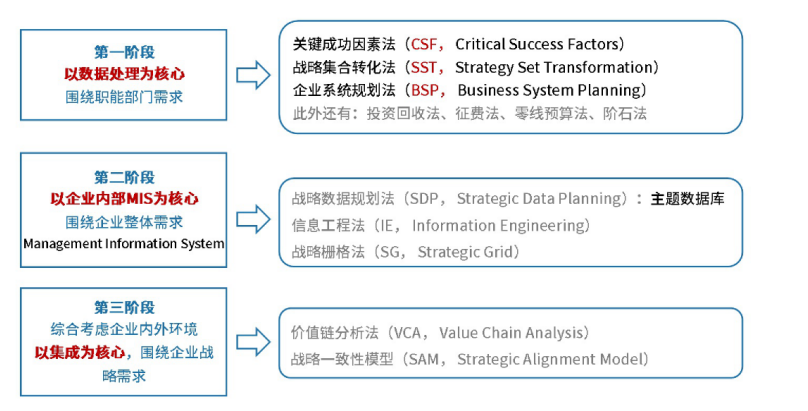 第一阶段
以数据处理为核心
围绕职能部门需求
关键成功因素法（CSF， Critical Success Factors）
战略集合转化法（SST， Strategy Set Transformation）
企业系统规划法（BSP， Business System Planning）
此外还有：投资回收法、征费法、零线预算法、阶石法
第二阶段
以企业内部MIS为核心
围绕企业整体需求
Management Information System
战略数据规划法（SDP， Strategic Data Planning）：主题数据库
信息工程法（IE， Information Engineering）
战略栅格法（SG， Strategic Grid）
第三阶段
综合考虑企业内外环境
以集成为核心，围绕企业战
略需求
价值链分析法（VCA， Value Chain Analysis）
战略一致性模型（SAM， Strategic Alignment Model）